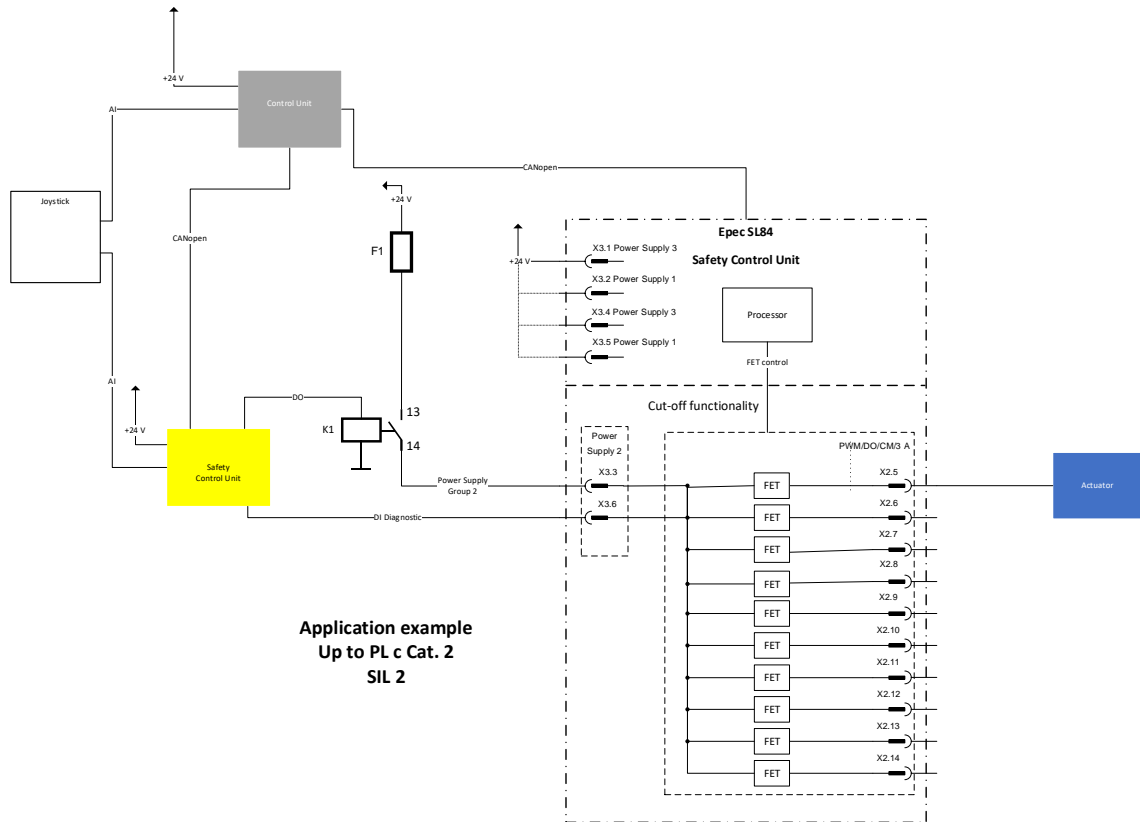 +24 V
Control Unit
AI
CANopen
Joystick
+24 V
CANopen
F1
Epec SL84
X3.1 Power Supply 3
Safety Control Unit
+24 V
X3.2 Power Supply 1
Processor
X3.4 Power Supply 3
X3.5 Power Supply 1
FET control
AI
DO
Cut-off functionality
13
K1
+24 V
14
Power
Supply 2
PWM/DO/CM/3 A
Safety
Control Unit
Power Supply
Group 2
X3.3
FET
X2.5
Actuator
DI Diagnostic
X3.6
FET
X2.6
FET
X2.7
FET
X2.8
FET
X2.9
FET
X2.10
FET
X2.11
FET
X2.12
FET
X2.13
FET
X2.14
Application example
Up to PL c Cat. 2
SIL 2